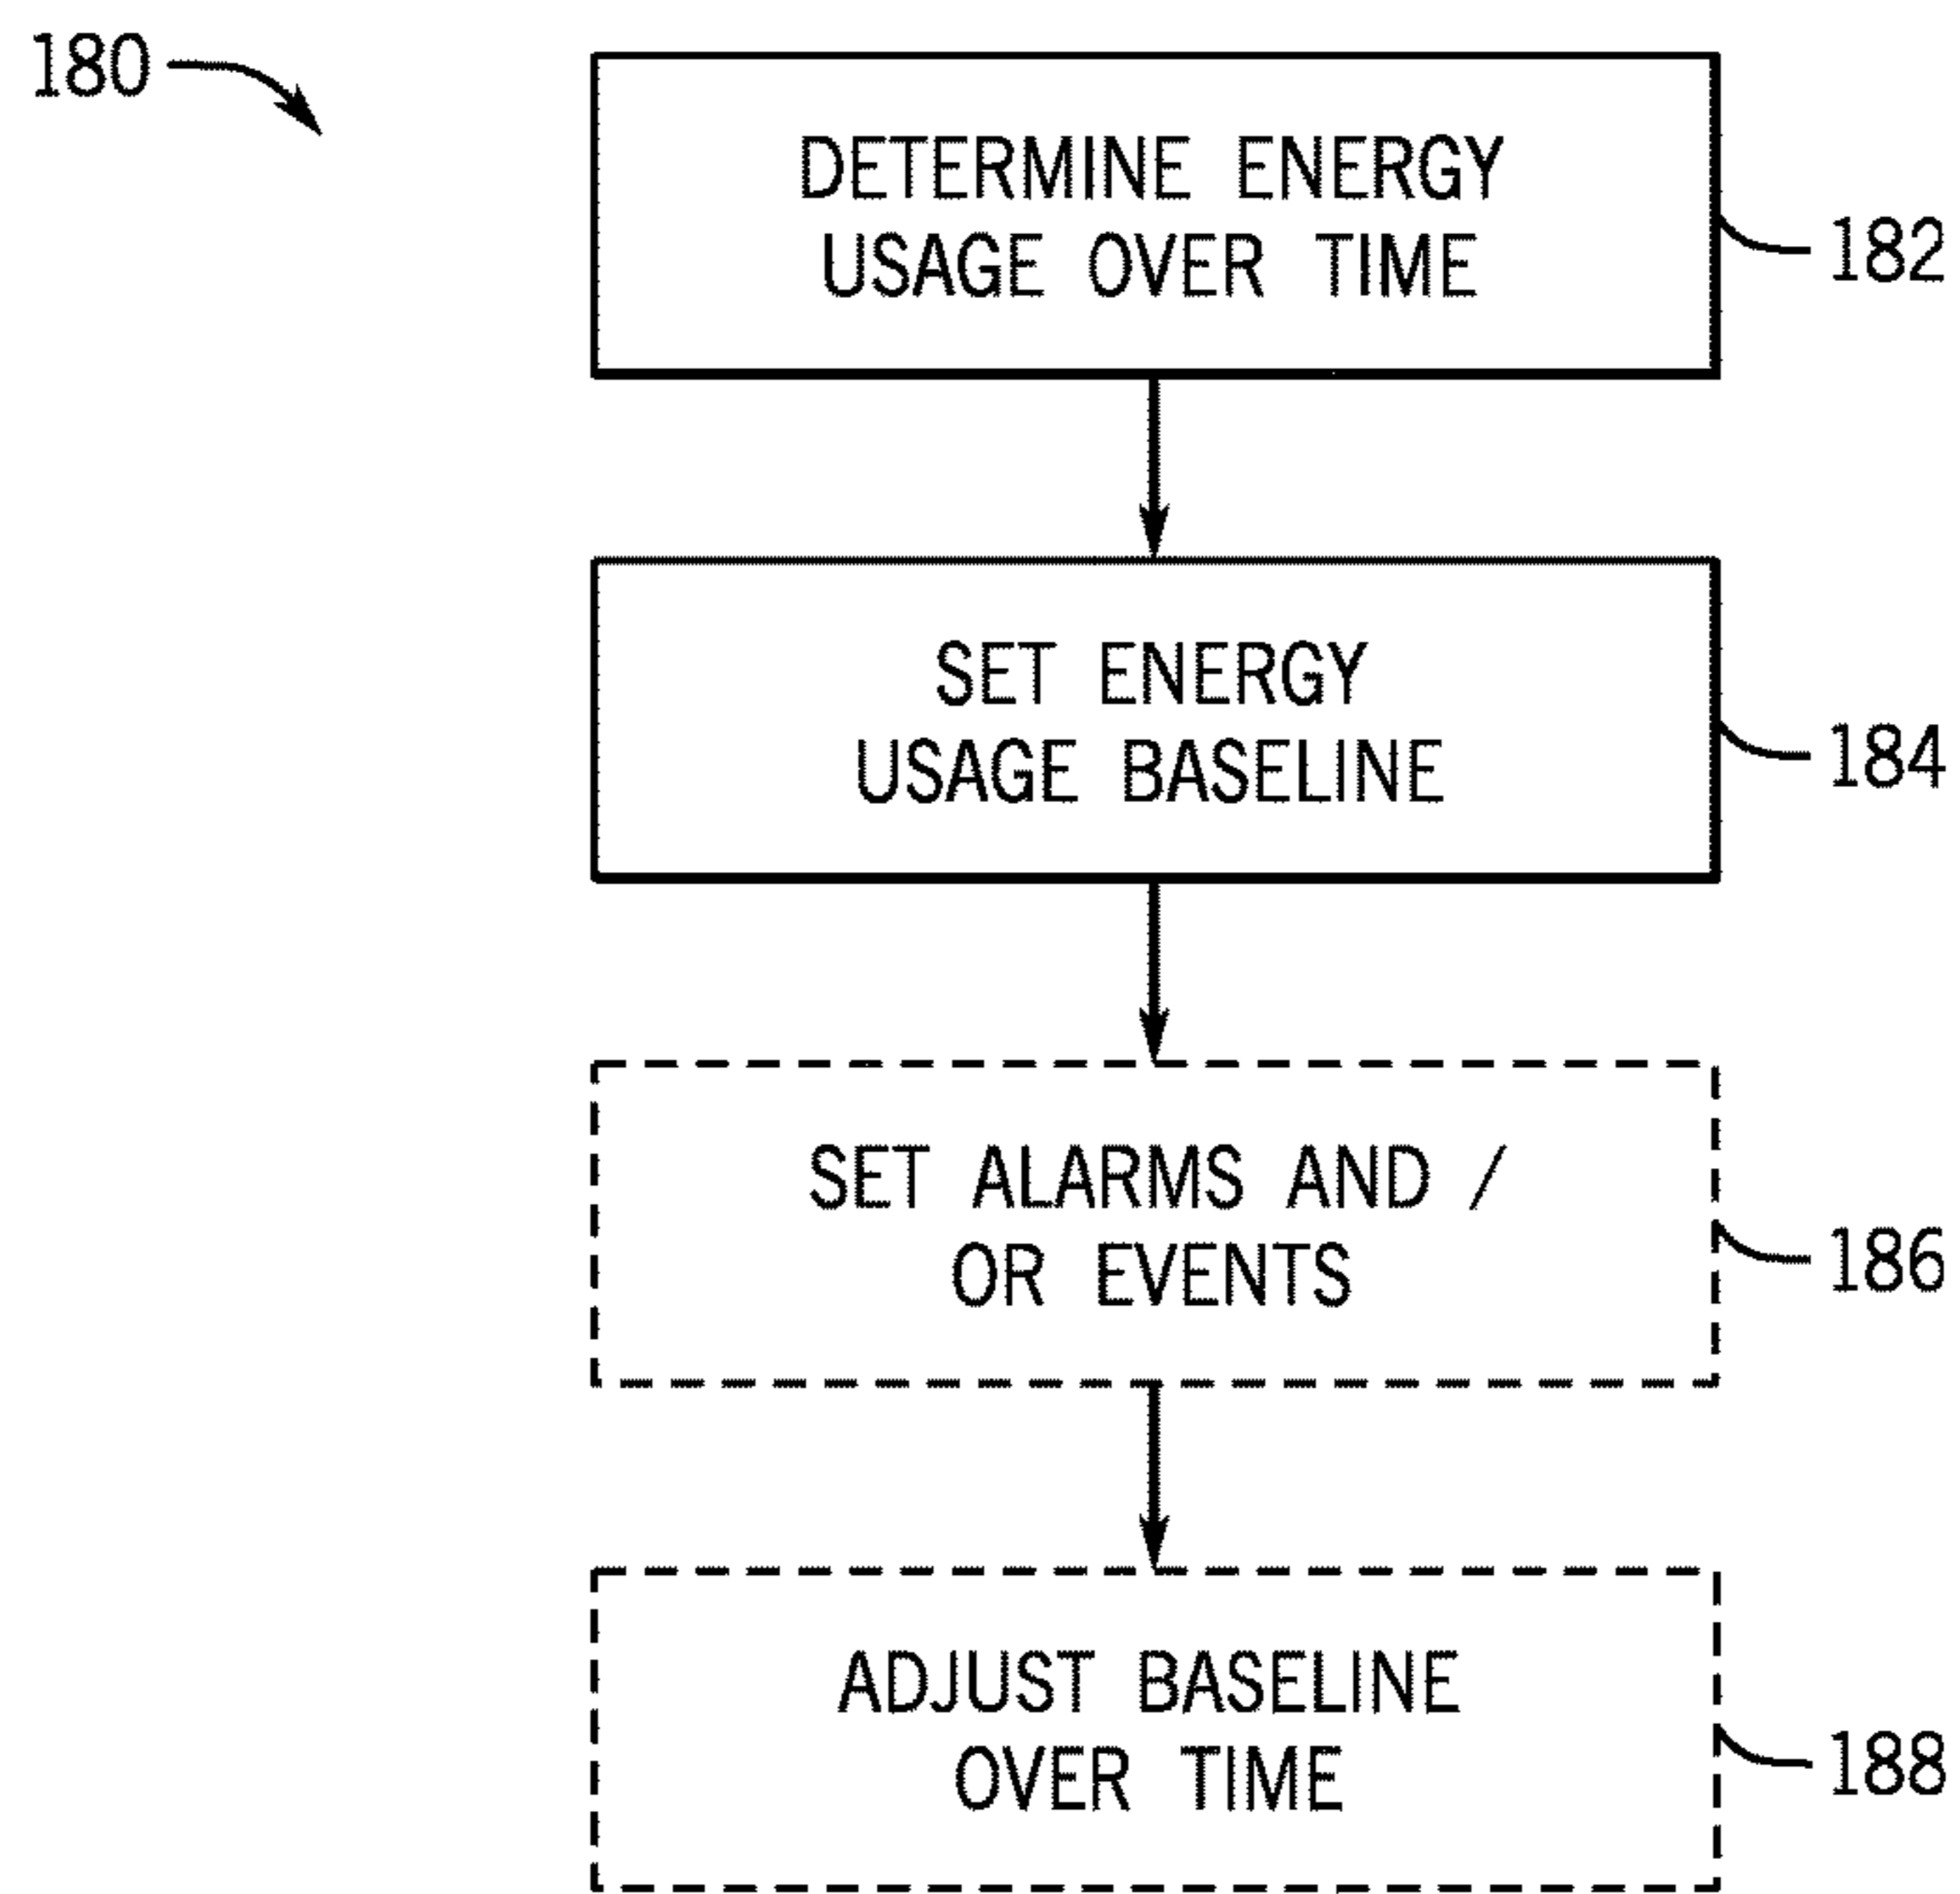 180
DETERMINE ENERGY
USAGE OVER TIME
182
SET ENERGY
USAGE BASELINE
184
SET ALARMS AND /
OR EVENTS
186
ADJUST BASELINE
OVER TIME
188